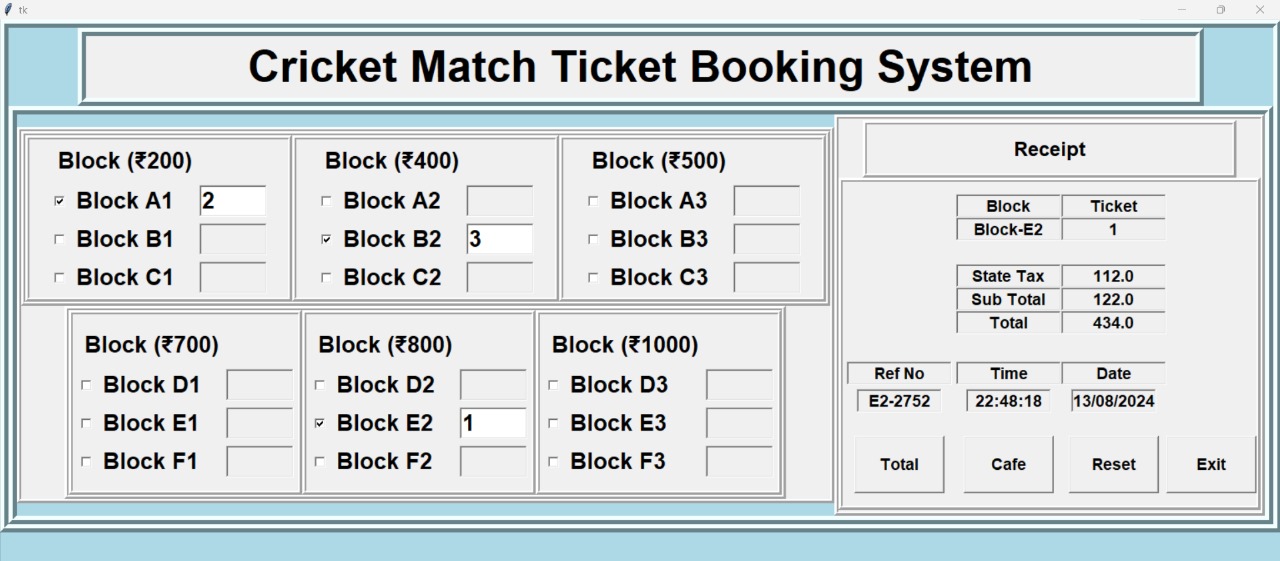 tk
Cricket Match Ticket Booking System
Block (₹200)
Block A1 2
Block B1
Block C1
Block (₹400)
Block A2
Block B2 3
Block C2
Block (₹500)
Block A3
Block B3
Block C3
Block (₹700)
Block D1
Block E1
Block F1
Block (₹800)
Block D2
Block E2 1
Block F2
Block (₹1000)
Block D3
Block E3
Block F3
Receipt
Block Ticket
Block-E2 1
State Tax 112.0
Sub Total 122.0
Total 434.0
Ref No Time Date
E2-2752 22:48:18 13/08/2024
Total Cafe Reset Exit